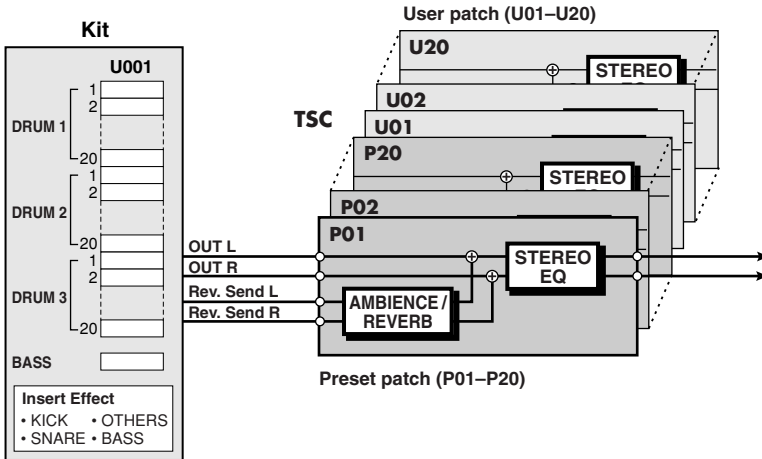 User patch (U01–U20)
Kit
U001
DRUM 1
1
2
20
DRUM 2
1
2
20
DRUM 3
1
2
20
BASS
Insert Effect
• KICK • OTHERS
• SNARE • BASS
OUT L
OUT R
Rev. Send L
Rev. Send R
TSC
U20
STEREO
U02
U01
P20
STEREO
P02
P01
AMBIENCE /
REVERB
STEREO
EQ
Preset patch (P01–P20)